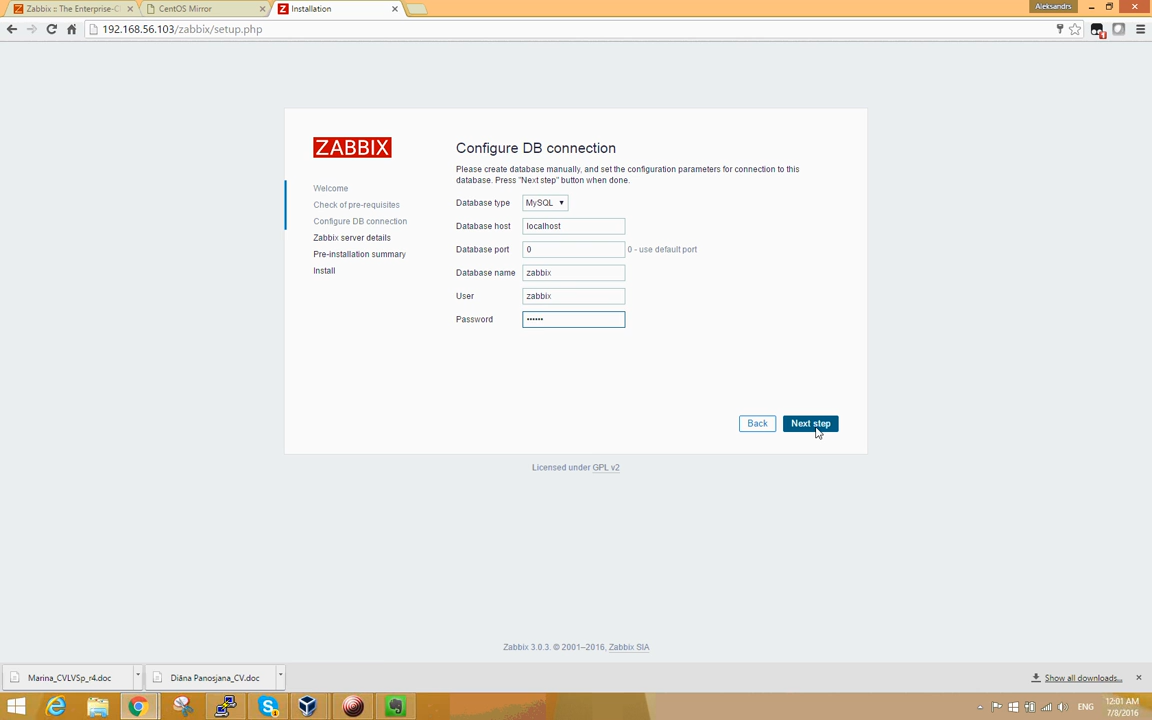 Zabbix :: The Enterprise-Cl
CentOS Mirror
Installation
Aleksandrs
192.168.56.103/zabbix/setup.php
ZABBIX
Welcome
Check of pre-requisites
Configure DB connection
Zabbix server details
Pre-installation summary
Install
Configure DB connection
Please create database manually, and set the configuration parameters for connection to this
database. Press "Next step" button when done.
Database type MySQL
Database host localhost
Database port 0 0 - use default port
Database name zabbix
User zabbix
Password ••••••
Back Next step
Licensed under GPL v2
Zabbix 3.0.3. © 2001–2016, Zabbix SIA
Marina_CVLVSp_r4.doc
Diāna Panosjana_CV.doc
Show all downloads...
ENG
12:01 AM
7/8/2016